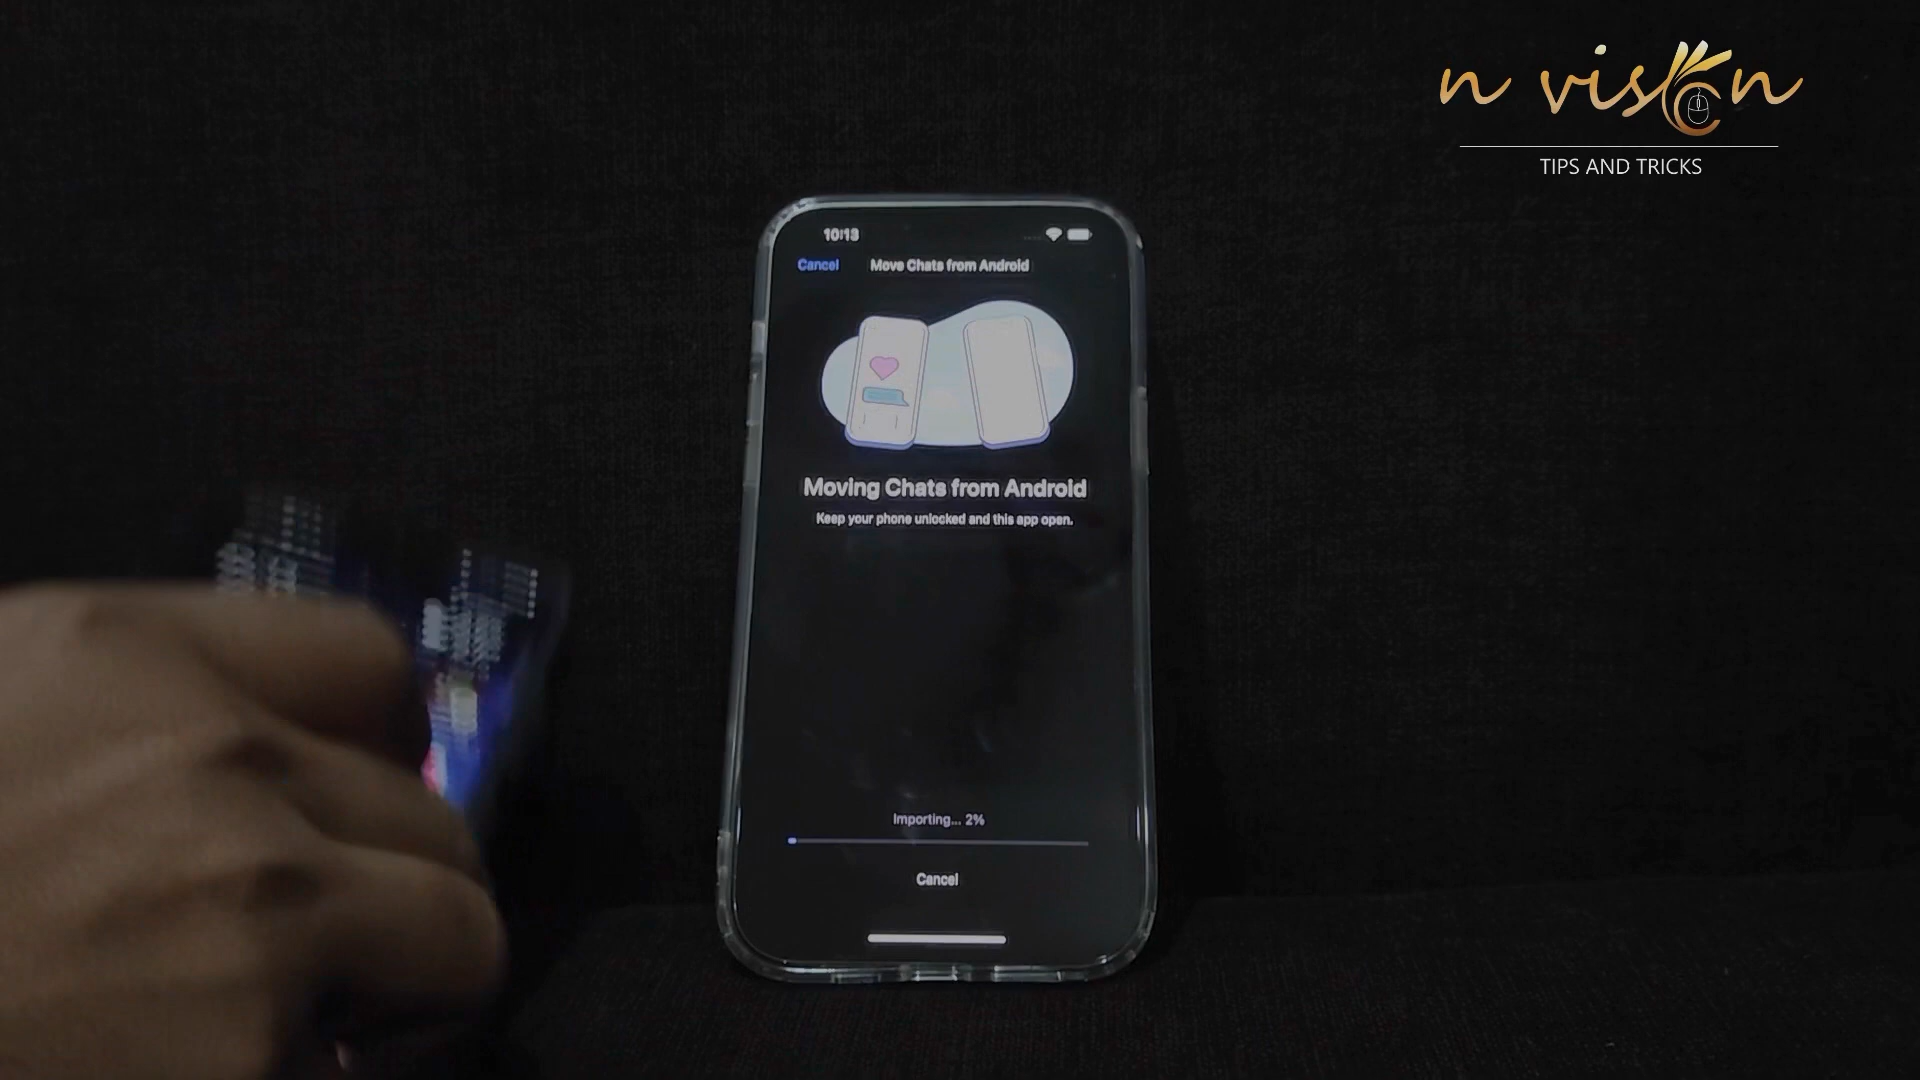 n vision
TIPS AND TRICKS
10:13
Cancel
Move Chats from Android
Moving Chats from Android
Keep your phone unlocked and this app open.
Importing... 2%
Cancel